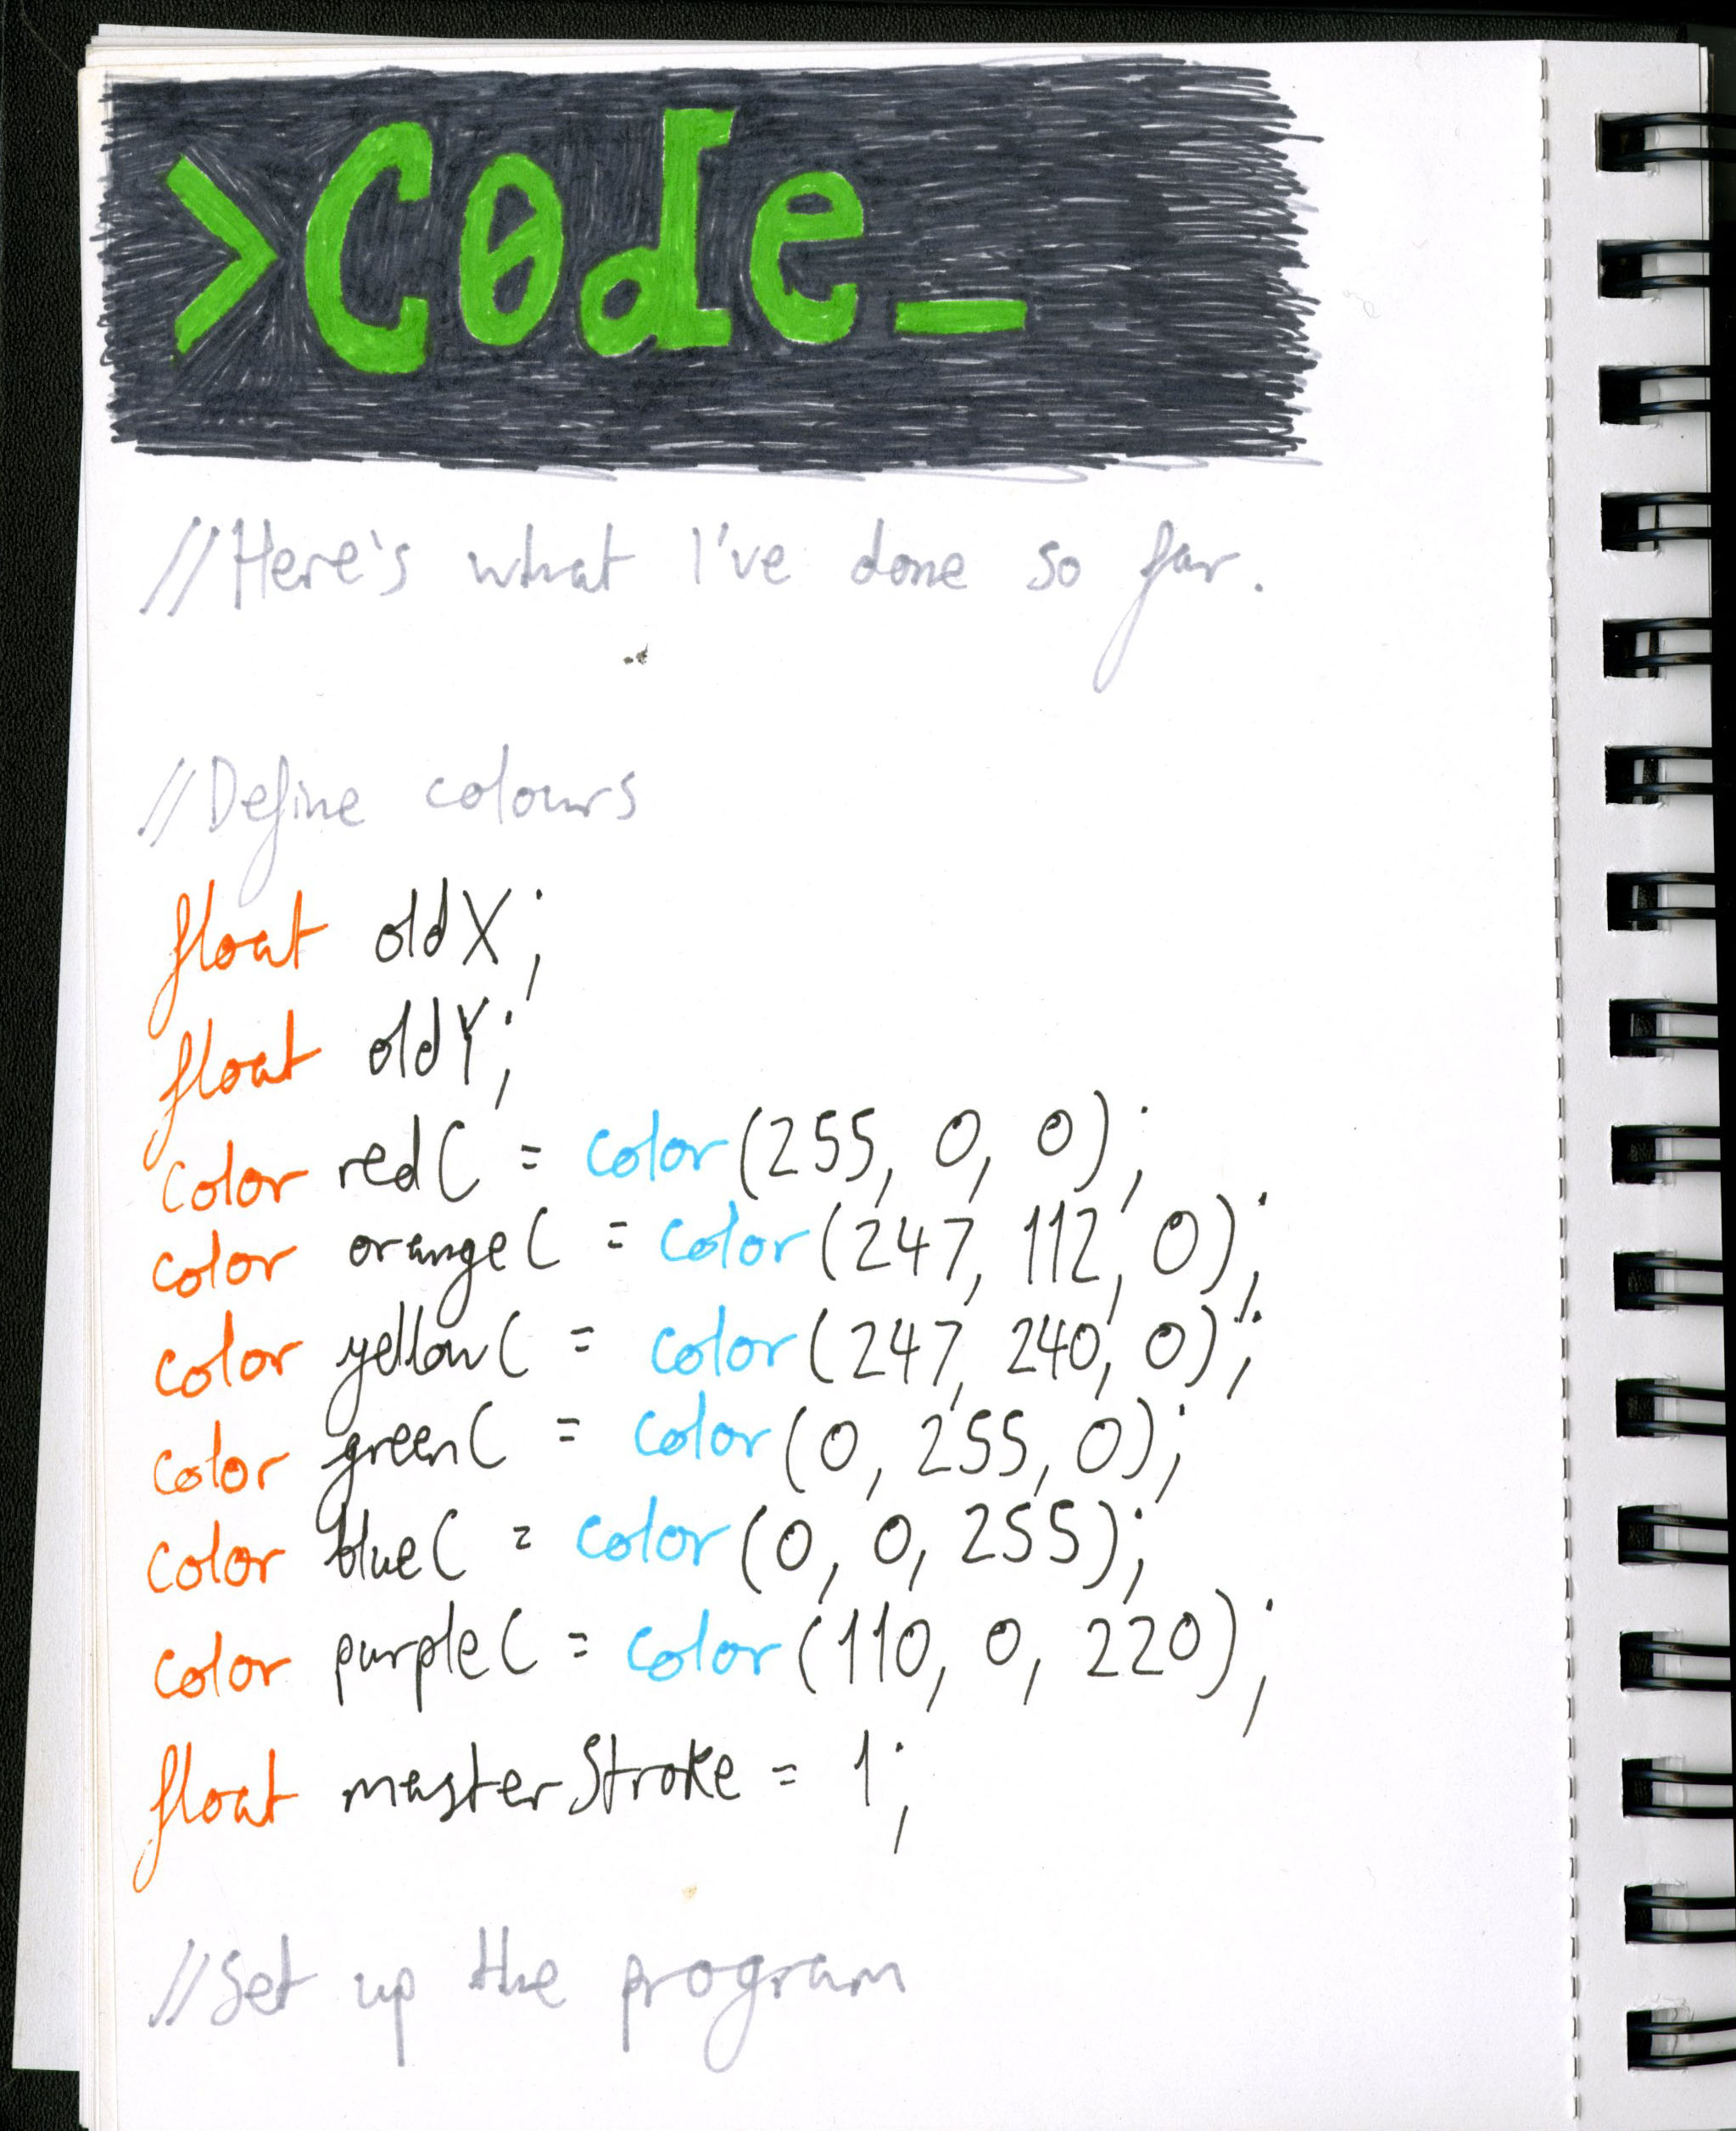 >Code_
//Here's what I've done so far.
//Define colours
float oldX;
float oldY;
color redC = color(255, 0, 0);
color orangeC = color(247, 112, 0);
color yellowC = color(247, 240, 0);
color greenC = color(0, 255, 0);
color blueC = color(0, 0, 255);
color purpleC = color(110, 0, 220);
float masterStroke = 1;
//Set up the program